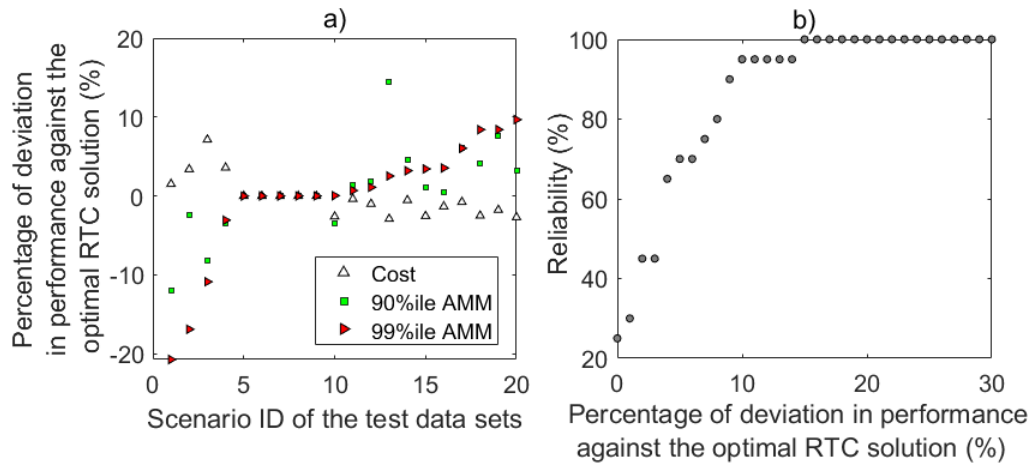 a)
Percentage of deviation
in performance against the
optimal RTC solution (%)
20
10
0
-10
-20
0
5
10
15
20
Cost
90%ile AMM
99%ile AMM
Scenario ID of the test data sets
b)
Reliability (%)
100
80
60
40
20
0
10
20
30
Percentage of deviation in performance
against the optimal RTC solution (%)